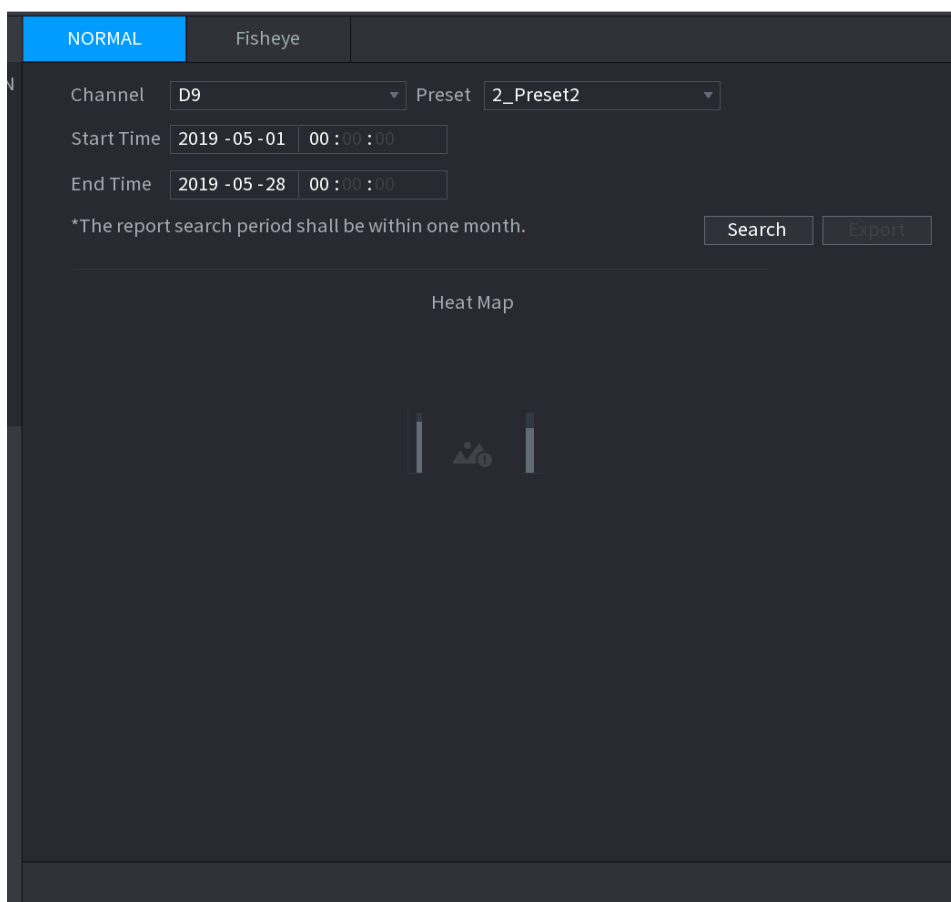 NORMAL Fisheye
N
Channel D9 Preset 2_Preset2
Start Time 2019 -05 -01 00 : 00 : 00
End Time 2019 -05 -28 00 : 00 : 00
*The report search period shall be within one month.
Search Export
Heat Map